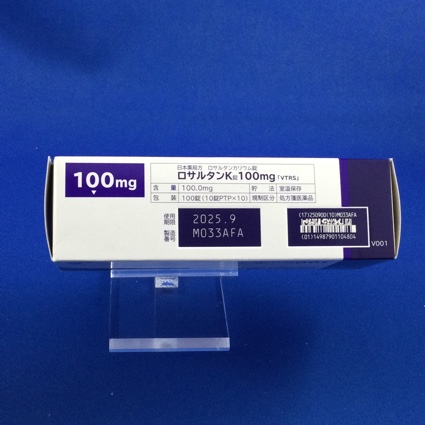 100mg
日本薬局方 ロサルタンカリウム錠
ロサルタンK錠100mg「VTRS」
含量 100.0mg 貯法 室温保存
包装 100錠(10錠PTP×10) 規制区分 処方箋医薬品
使用期限 2025.9
製造番号 M033AFA
(17)250900(10)M033AFA
(01)14987901104804
V001